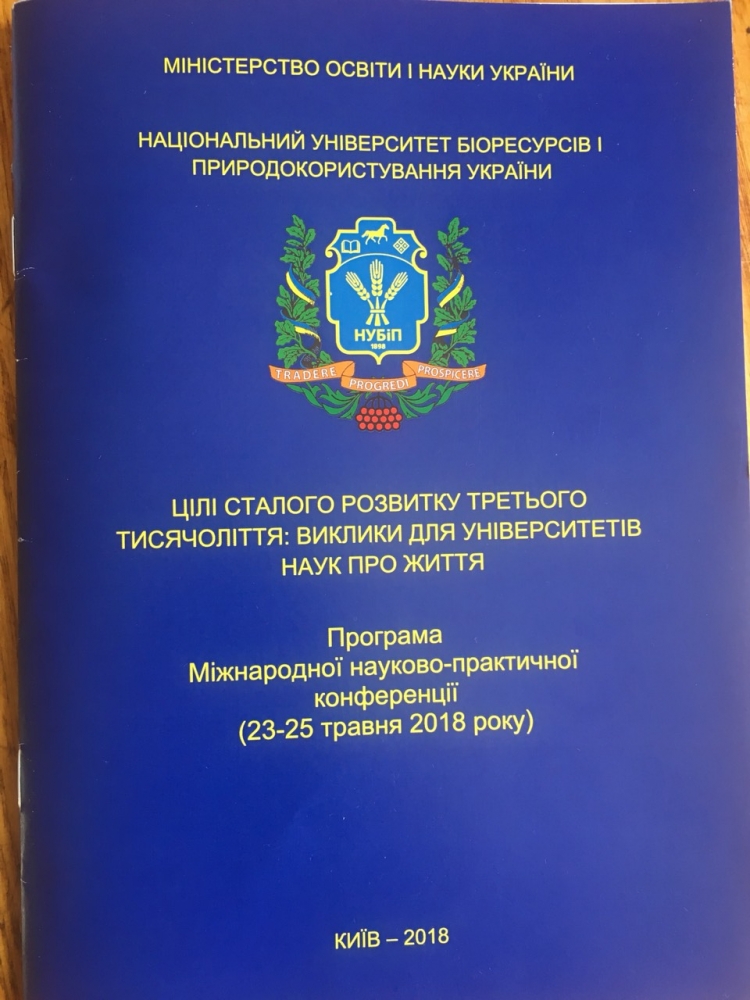 МІНІСТЕРСТВО ОСВІТИ І НАУКИ УКРАЇНИ
НАЦІОНАЛЬНИЙ УНІВЕРСИТЕТ БІОРЕСУРСІВ І
ПРИРОДОКОРИСТУВАННЯ УКРАЇНИ
НУБіП
1898
TRADERE PROGREDI PROSPICERE
ЦІЛІ СТАЛОГО РОЗВИТКУ ТРЕТЬОГО
ТИСЯЧОЛІТТЯ: ВИКЛИКИ ДЛЯ УНІВЕРСИТЕТІВ
НАУК ПРО ЖИТТЯ
Програма
Міжнародної науково-практичної
конференції
(23-25 травня 2018 року)
КИЇВ – 2018